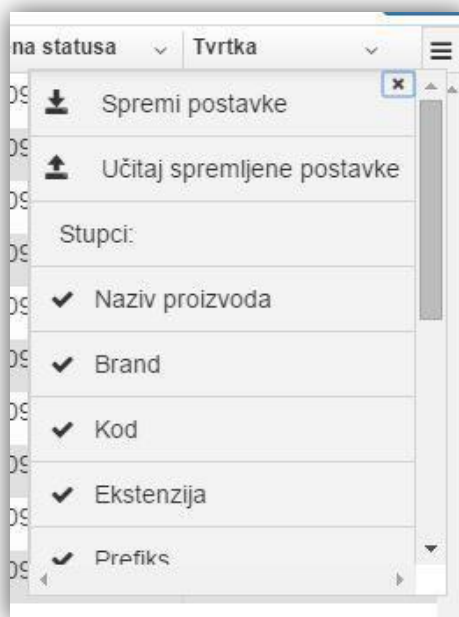 na statusa Tvrtka
Spremi postavke
Učitaj spremljene postavke
Stupci:
Naziv proizvoda
Brand
Kod
Ekstenzija
Prefiks